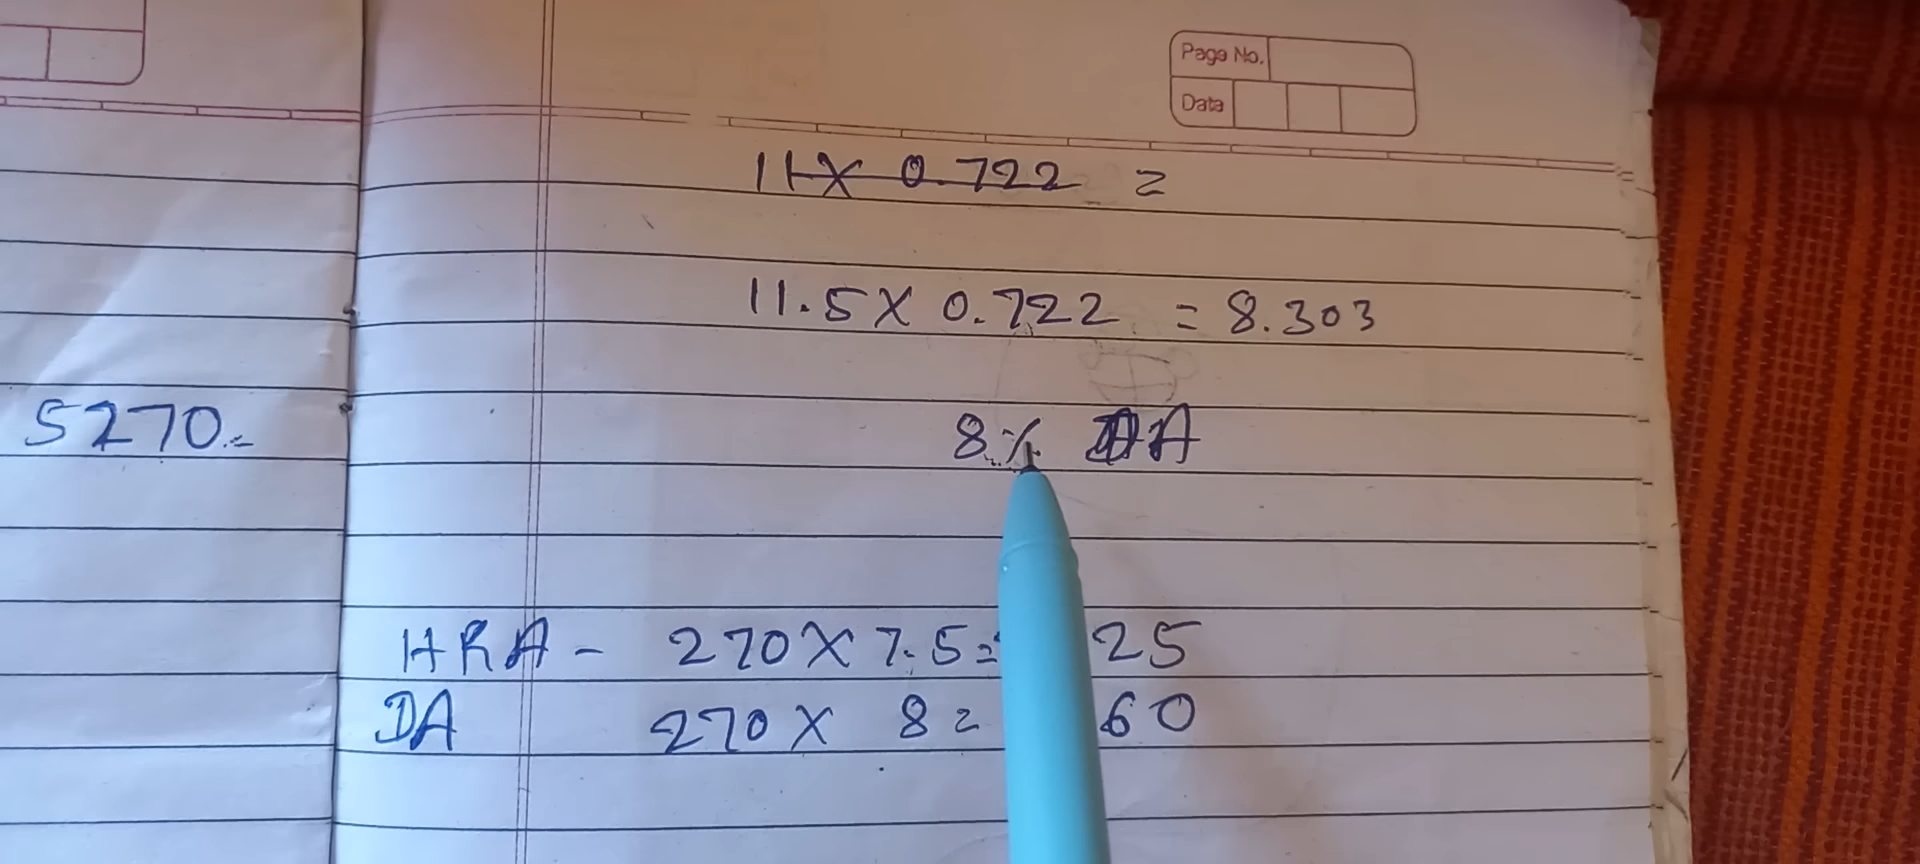 Page No.
Data
11 X 0.722 =
11.5 X 0.722 = 8.303
5270.-
8% DA
HRA - 270 X 7.5 = 25
DA 270 X 8 = 60